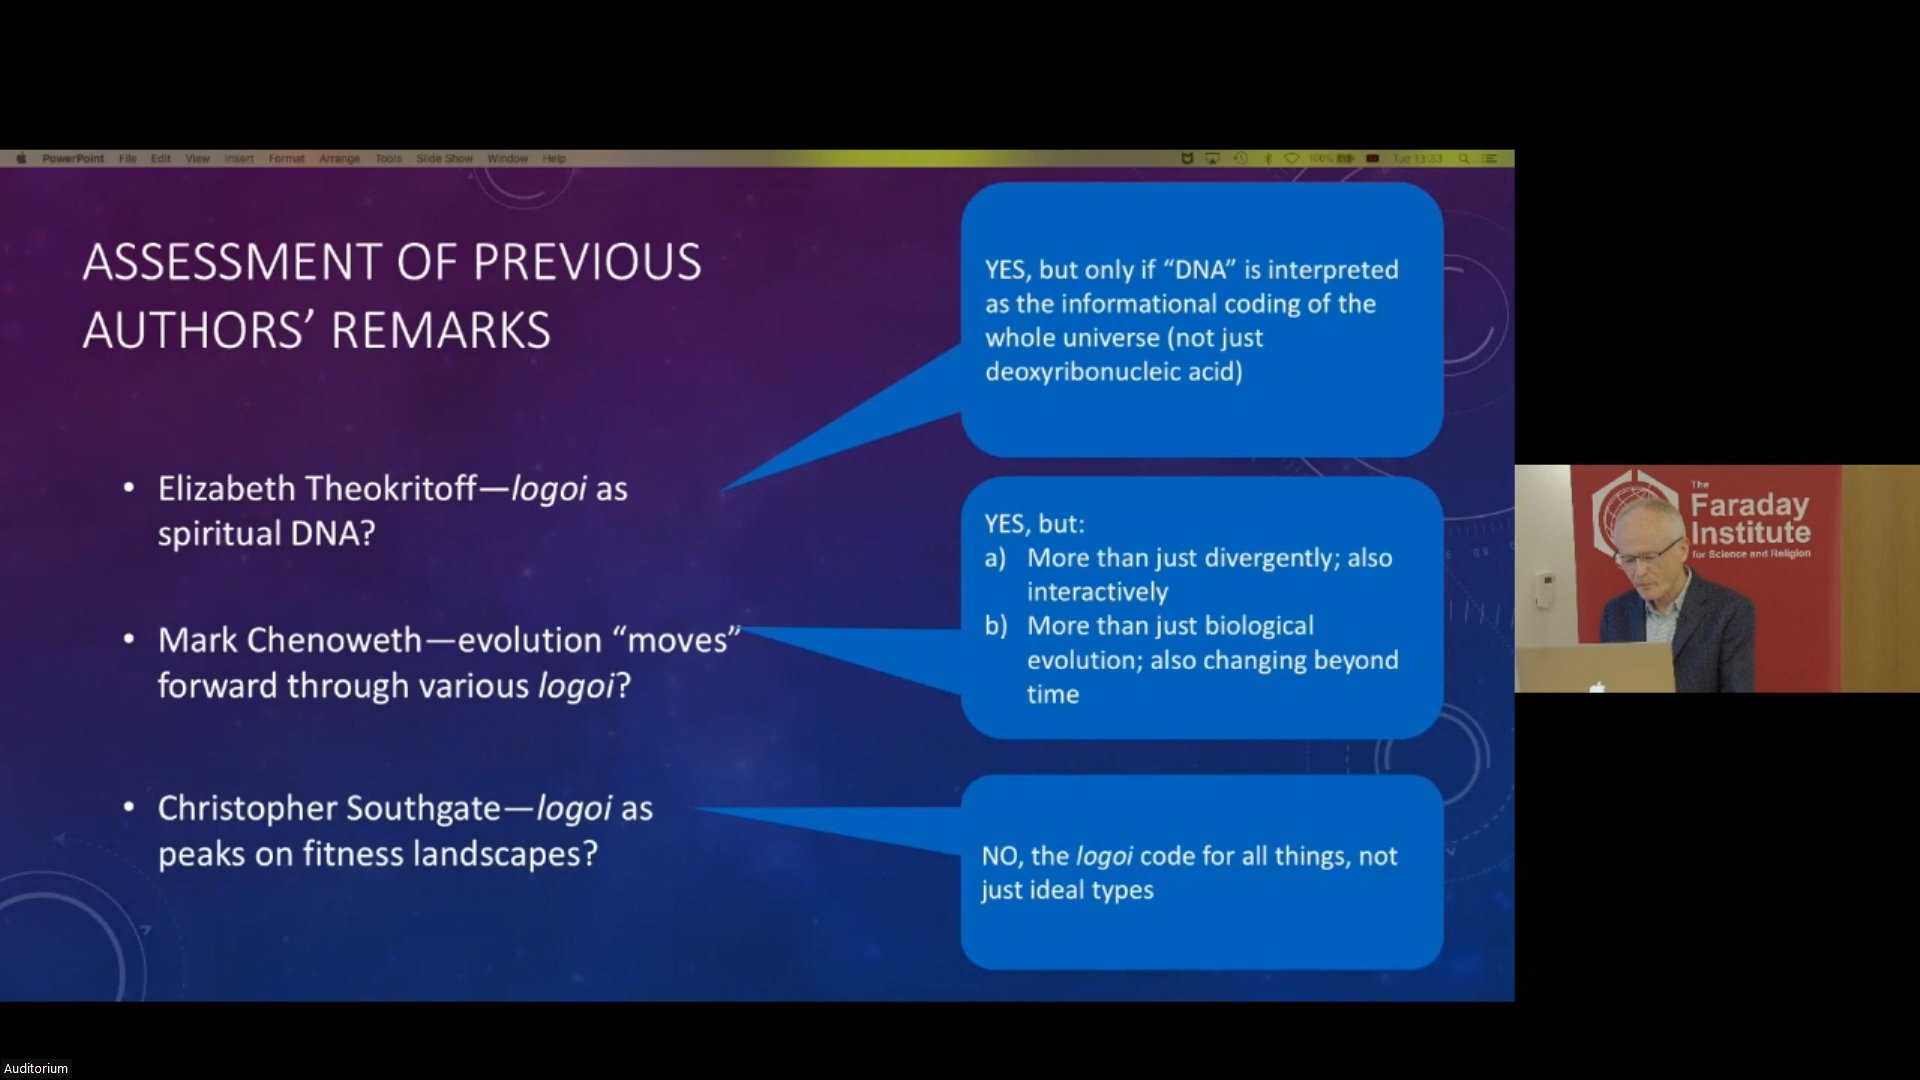 PowerPoint File Edit View Insert Format Arrange Tools Slide Show Window Help 100% Tue 13:33
ASSESSMENT OF PREVIOUS
AUTHORS’ REMARKS
• Elizabeth Theokritoff—logoi as
spiritual DNA?
• Mark Chenoweth—evolution “moves”
forward through various logoi?
• Christopher Southgate—logoi as
peaks on fitness landscapes?
YES, but only if “DNA” is interpreted
as the informational coding of the
whole universe (not just
deoxyribonucleic acid)
YES, but:
a) More than just divergently; also
interactively
b) More than just biological
evolution; also changing beyond
time
NO, the logoi code for all things, not
just ideal types
The
Faraday
Institute
for Science and Religion
Auditorium